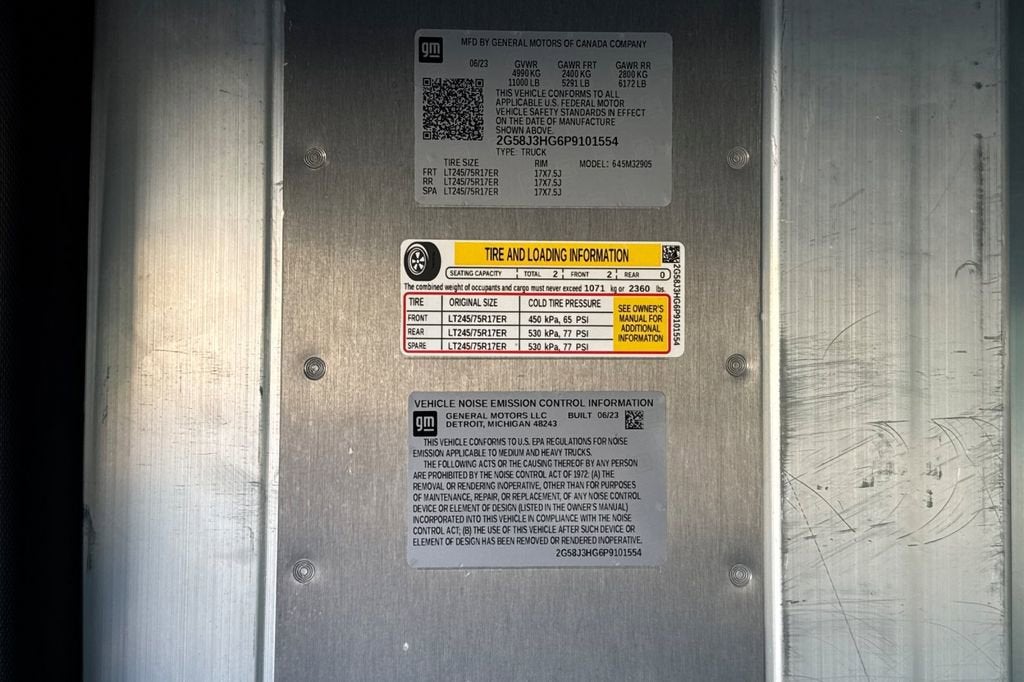 gm MFD BY GENERAL MOTORS OF CANADA COMPANY
06/23 GVWR GAWR FRT GAWR RR
4990 KG 2400 KG 2800 KG
11000 LB 5291 LB 6172 LB
THIS VEHICLE CONFORMS TO ALL
APPLICABLE U.S. FEDERAL MOTOR
VEHICLE SAFETY STANDARDS IN EFFECT
ON THE DATE OF MANUFACTURE
SHOWN ABOVE.
2G58J3HG6P9101554
TYPE: TRUCK
TIRE SIZE RIM MODEL: 645M32905
FRT LT245/75R17ER 17X7.5J
RR LT245/75R17ER 17X7.5J
SPA LT245/75R17ER 17X7.5J
TIRE AND LOADING INFORMATION
SEATING CAPACITY TOTAL 2 FRONT 2 REAR 0
The combined weight of occupants and cargo must never exceed 1071 kg or 2360 lbs.
TIRE ORIGINAL SIZE COLD TIRE PRESSURE
FRONT LT245/75R17ER 450 kPa, 65 PSI
REAR LT245/75R17ER 530 kPa, 77 PSI
SPARE LT245/75R17ER 530 kPa, 77 PSI
SEE OWNER'S
MANUAL FOR
ADDITIONAL
INFORMATION
2G58J3HG6P9101554
VEHICLE NOISE EMISSION CONTROL INFORMATION
gm GENERAL MOTORS LLC BUILT 06/23
DETROIT, MICHIGAN 48243
THIS VEHICLE CONFORMS TO U.S. EPA REGULATIONS FOR NOISE
EMISSION APPLICABLE TO MEDIUM AND HEAVY TRUCKS.
THE FOLLOWING ACTS OR THE CAUSING THEREOF BY ANY PERSON
ARE PROHIBITED BY THE NOISE CONTROL ACT OF 1972: (A) THE
REMOVAL OR RENDERING INOPERATIVE, OTHER THAN FOR PURPOSES
OF MAINTENANCE, REPAIR, OR REPLACEMENT, OF ANY NOISE CONTROL
DEVICE OR ELEMENT OF DESIGN (LISTED IN THE OWNER'S MANUAL)
INCORPORATED INTO THIS VEHICLE IN COMPLIANCE WITH THE NOISE
CONTROL ACT; (B) THE USE OF THIS VEHICLE AFTER SUCH DEVICE OR
ELEMENT OF DESIGN HAS BEEN REMOVED OR RENDERED INOPERATIVE.
2G58J3HG6P9101554